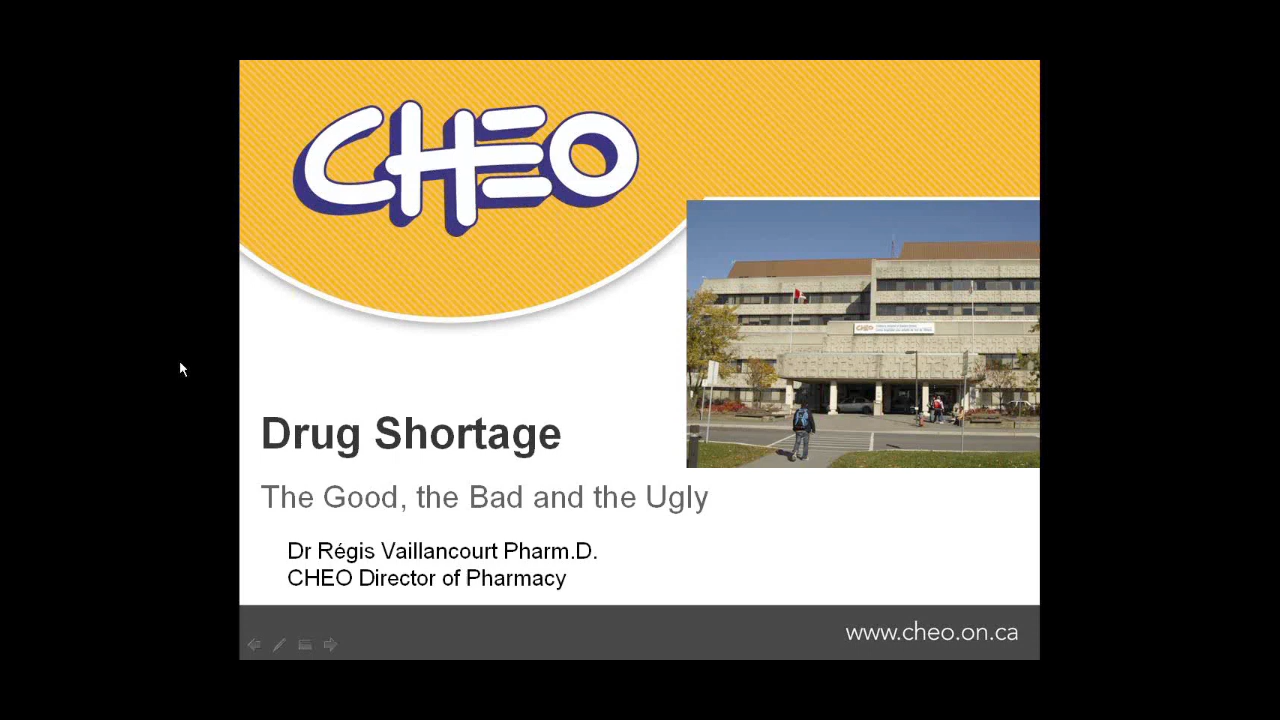 CHEO
CHEO
Drug Shortage
The Good, the Bad and the Ugly
Dr Régis Vaillancourt Pharm.D.
CHEO Director of Pharmacy
www.cheo.on.ca